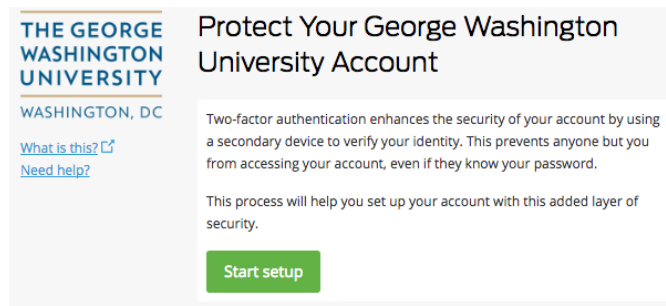 THE GEORGE
WASHINGTON
UNIVERSITY
WASHINGTON, DC
What is this?
Need help?
Protect Your George Washington
University Account
Two-factor authentication enhances the security of your account by using
a secondary device to verify your identity. This prevents anyone but you
from accessing your account, even if they know your password.
This process will help you set up your account with this added layer of
security.
Start setup